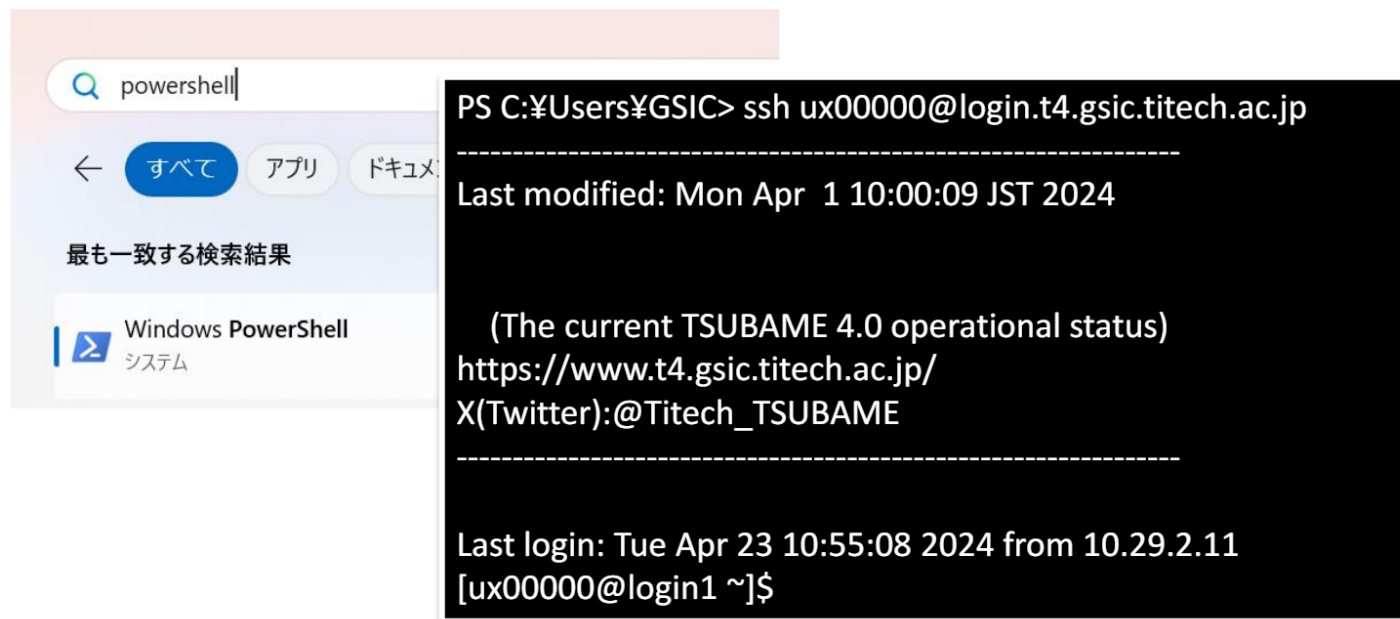 powershell
すべて
アプリ
ドキュメ
最も一致する検索結果
Windows PowerShell
システム
PS C:¥Users¥GSIC> ssh ux00000@login.t4.gsic.titech.ac.jp
----------------------------------------------------------------
Last modified: Mon Apr  1 10:00:09 JST 2024
(The current TSUBAME 4.0 operational status)
https://www.t4.gsic.titech.ac.jp/
X(Twitter):@Titech_TSUBAME
----------------------------------------------------------------
Last login: Tue Apr 23 10:55:08 2024 from 10.29.2.11
[ux00000@login1 ~]$